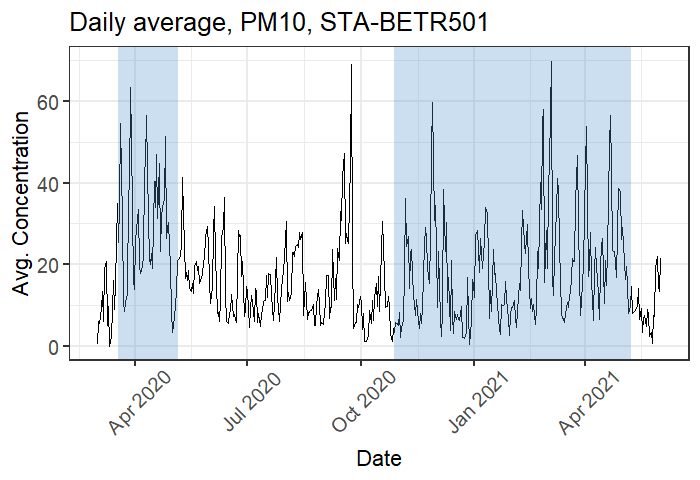 Daily average, PM10, STA-BETR501
Avg. Concentration
60
40
20
0
Apr 2020
Jul 2020
Oct 2020
Jan 2021
Apr 2021
Date